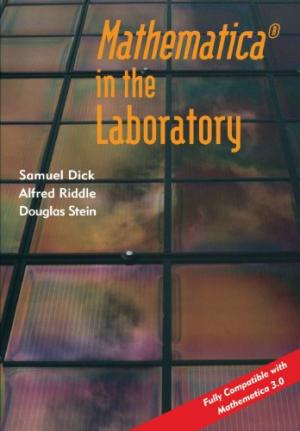 Mathematica®
in the
Laboratory
Samuel Dick
Alfred Riddle
Douglas Stein
Fully Compatible with
Mathematica 3.0